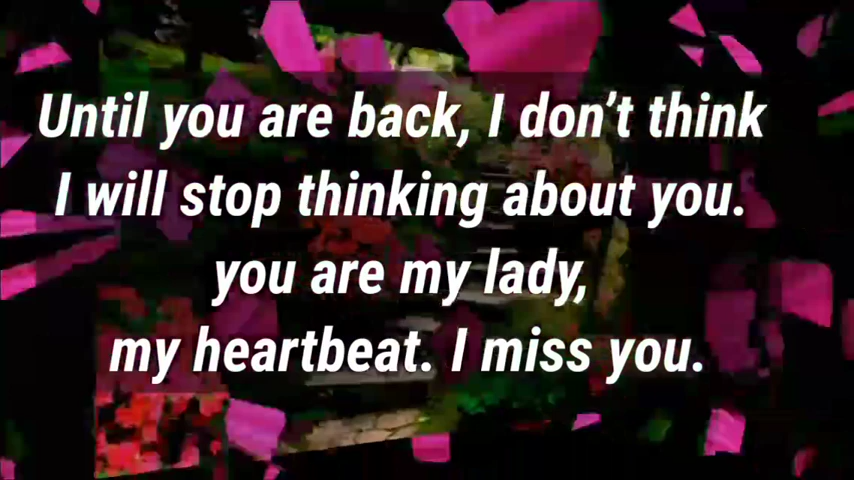 Until you are back, I don’t think
I will stop thinking about you.
you are my lady,
my heartbeat. I miss you.